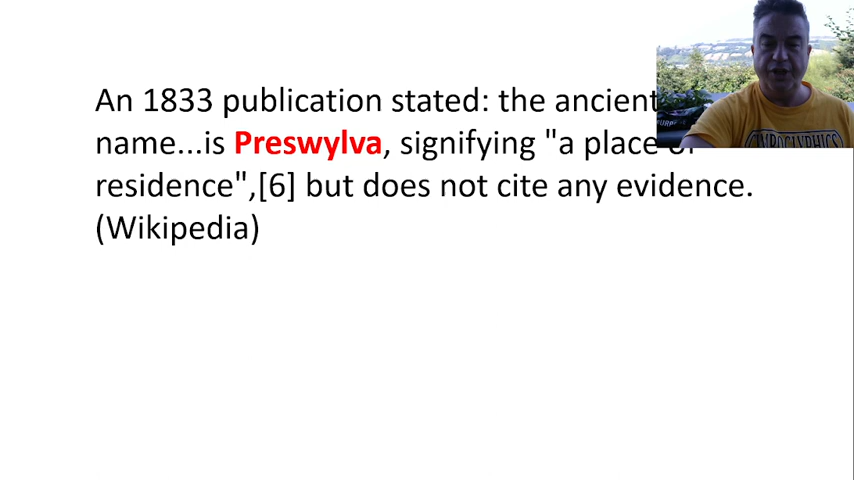 An 1833 publication stated: the ancient
name...is Preswylva, signifying "a place of
residence",[6] but does not cite any evidence.
(Wikipedia)